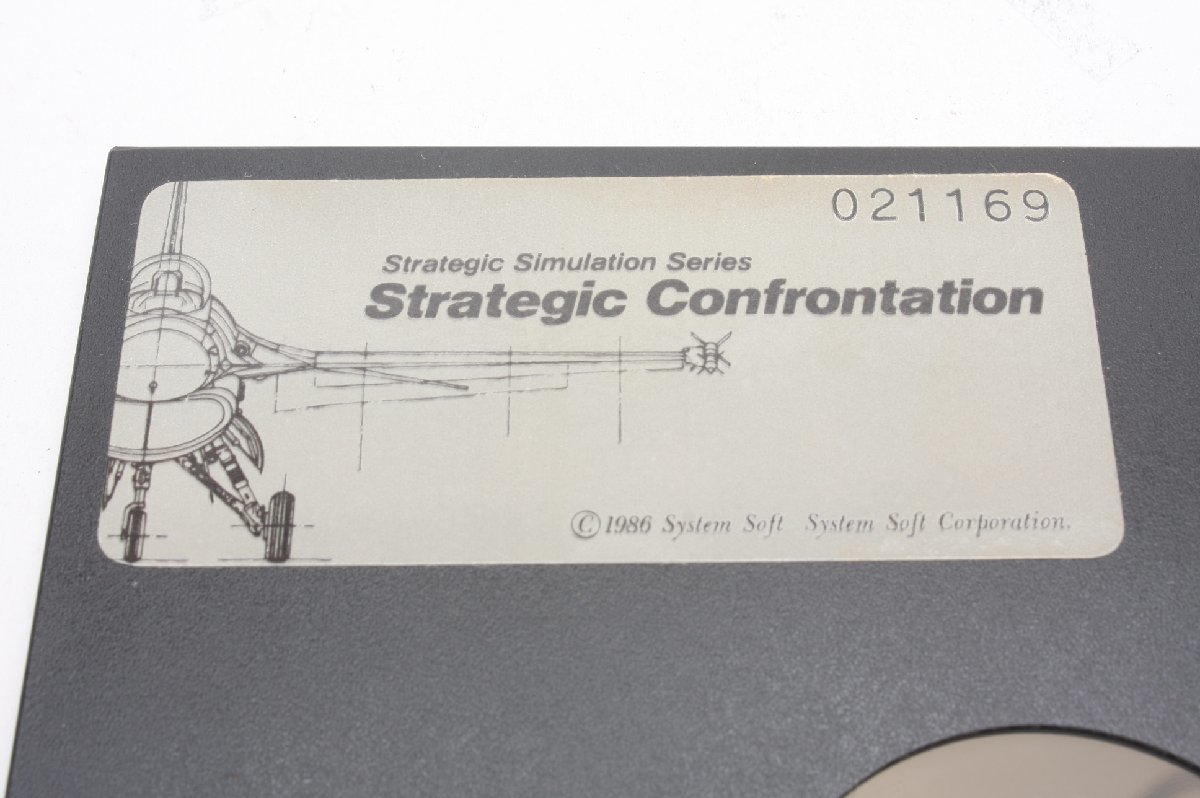 021169
Strategic Simulation Series
Strategic Confrontation
©1986 System Soft System Soft Corporation.